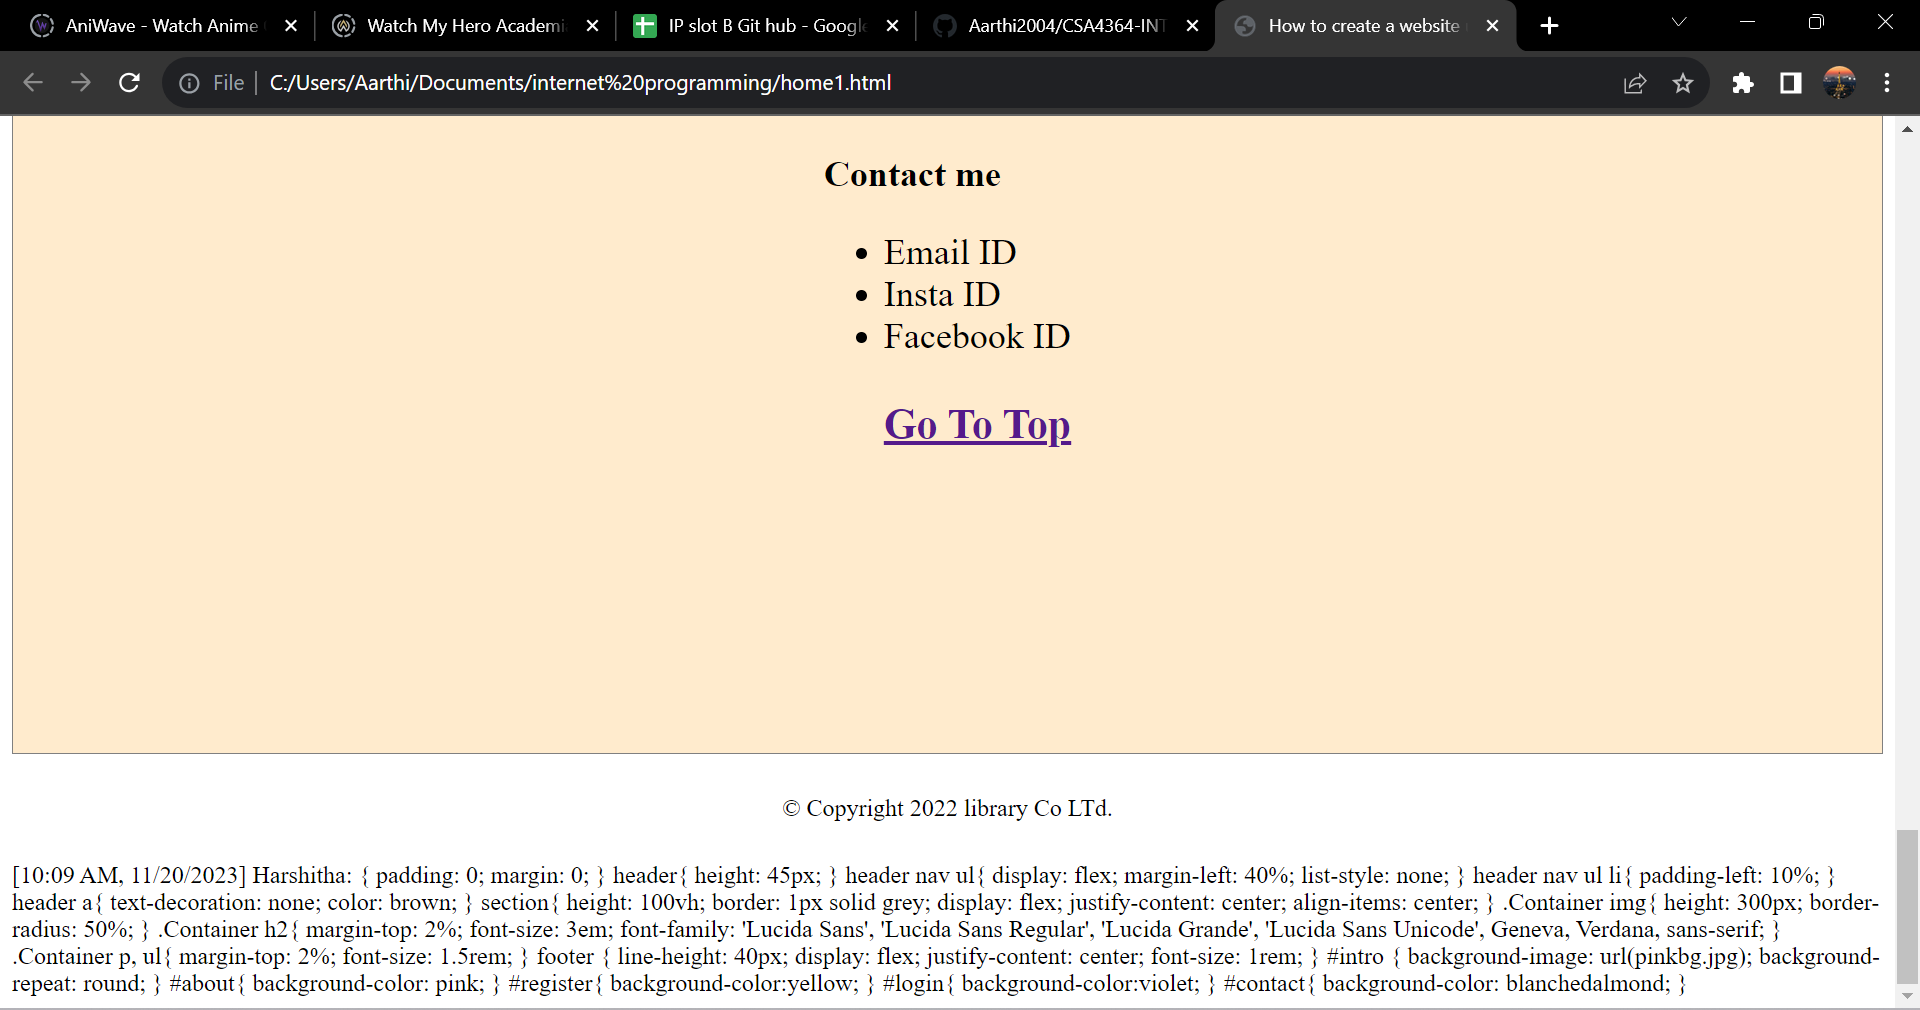 AniWave - Watch Anime
Watch My Hero Academi
IP slot B Git hub - Google
Aarthi2004/CSA4364-INT
How to create a website
File
C:/Users/Aarthi/Documents/internet%20programming/home1.html
Contact me
• Email ID
• Insta ID
• Facebook ID
Go To Top
© Copyright 2022 library Co LTd.
[10:09 AM, 11/20/2023] Harshitha: { padding: 0; margin: 0; } header{ height: 45px; } header nav ul{ display: flex; margin-left: 40%; list-style: none; } header nav ul li{ padding-left: 10%; }
header a{ text-decoration: none; color: brown; } section{ height: 100vh; border: 1px solid grey; display: flex; justify-content: center; align-items: center; } .Container img{ height: 300px; border-
radius: 50%; } .Container h2{ margin-top: 2%; font-size: 3em; font-family: 'Lucida Sans', 'Lucida Sans Regular', 'Lucida Grande', 'Lucida Sans Unicode', Geneva, Verdana, sans-serif; }
.Container p, ul{ margin-top: 2%; font-size: 1.5rem; } footer { line-height: 40px; display: flex; justify-content: center; font-size: 1rem; } #intro { background-image: url(pinkbg.jpg); background-
repeat: round; } #about{ background-color: pink; } #register{ background-color:yellow; } #login{ background-color:violet; } #contact{ background-color: blanchedalmond; }